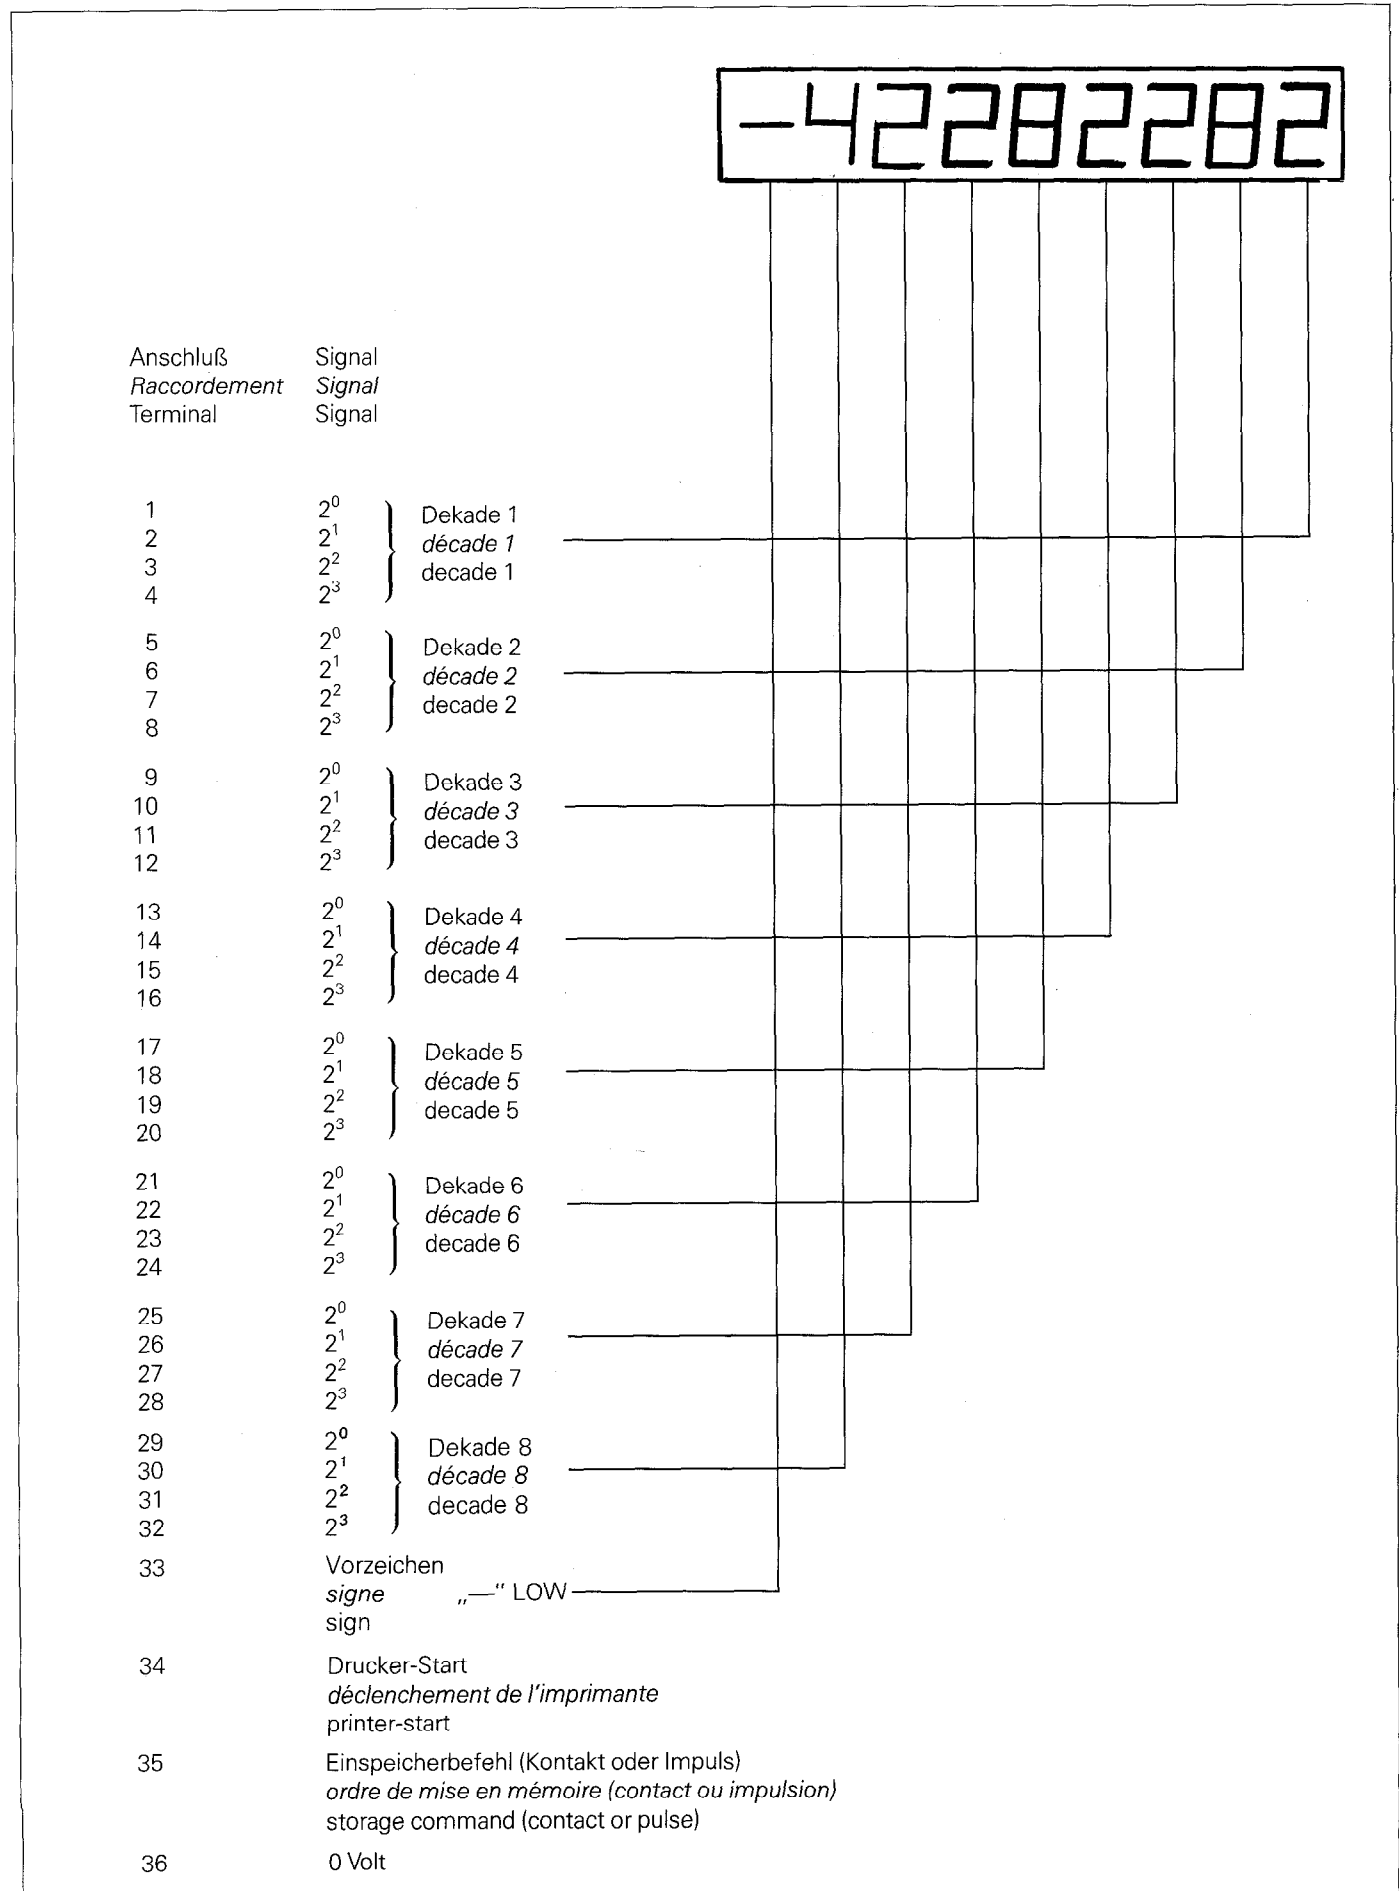 -42282282
Anschluß Signal
Raccordement Signal
Terminal Signal
1 2⁰ Dekade 1
2 2¹ décade 1
3 2² decade 1
4 2³
5 2⁰ Dekade 2
6 2¹ décade 2
7 2² decade 2
8 2³
9 2⁰ Dekade 3
10 2¹ décade 3
11 2² decade 3
12 2³
13 2⁰ Dekade 4
14 2¹ décade 4
15 2² decade 4
16 2³
17 2⁰ Dekade 5
18 2¹ décade 5
19 2² decade 5
20 2³
21 2⁰ Dekade 6
22 2¹ décade 6
23 2² decade 6
24 2³
25 2⁰ Dekade 7
26 2¹ décade 7
27 2² decade 7
28 2³
29 2⁰ Dekade 8
30 2¹ décade 8
31 2² decade 8
32 2³
33 Vorzeichen
signe „—“ LOW
sign
34 Drucker-Start
déclenchement de l'imprimante
printer-start
35 Einspeicherbefehl (Kontakt oder Impuls)
ordre de mise en mémoire (contact ou impulsion)
storage command (contact or pulse)
36 0 Volt